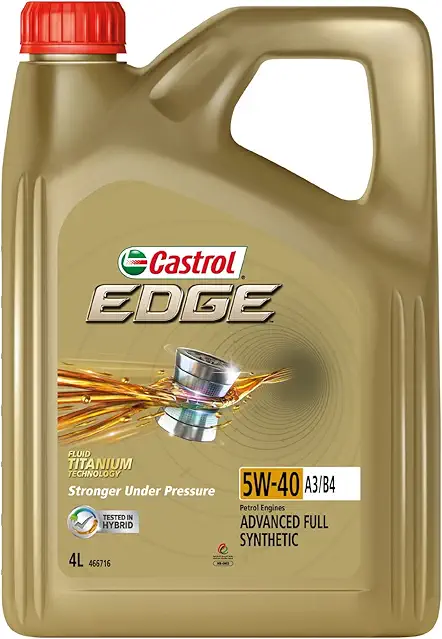 Castrol
EDGE
FLUID
TITANIUM
TECHNOLOGY
Stronger Under Pressure
TESTED IN
HYBRID
5W-40 A3/B4
Petrol Engines
ADVANCED FULL
SYNTHETIC
4L 466716